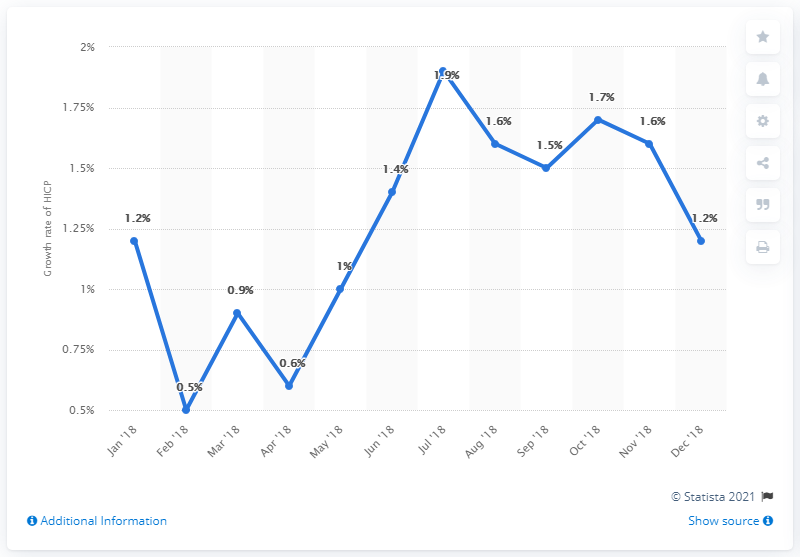 2%
1.75%
1.5%
1.25%
1%
0.75%
0.5%
Growth rate of HICP
1.2%
0.5%
0.9%
0.6%
1%
1.4%
1.9%
1.6%
1.5%
1.7%
1.6%
1.2%
Jan '18
Feb '18
Mar '18
Apr '18
May '18
Jun '18
Jul '18
Aug '18
Sep '18
Oct '18
Nov '18
Dec '18
© Statista 2021
Additional Information
Show source